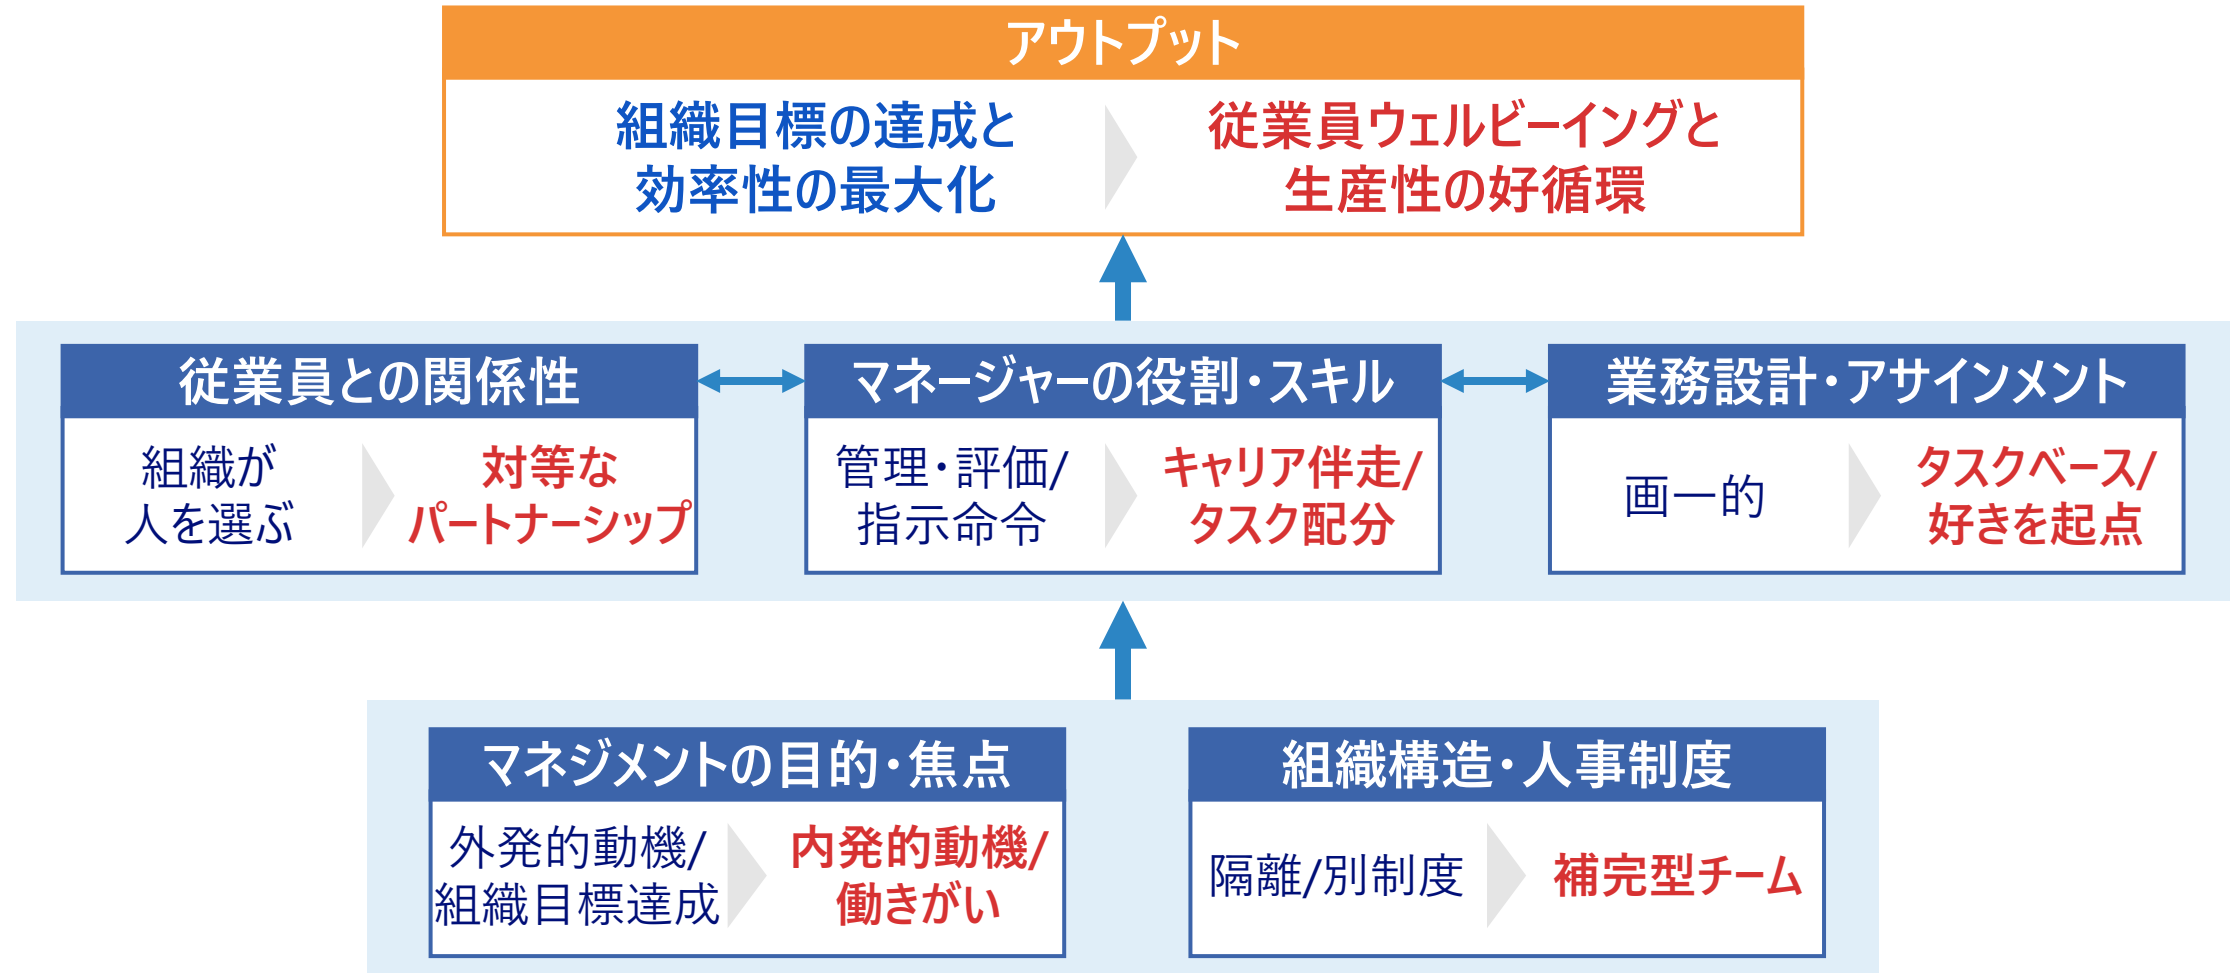 アウトプット
組織目標の達成と
効率性の最大化
従業員ウェルビーイングと
生産性の好循環
従業員との関係性
組織が
人を選ぶ
対等な
パートナーシップ
マネージャーの役割・スキル
管理・評価/
指示命令
キャリア伴走/
タスク配分
業務設計・アサインメント
画一的
タスクベース/
好きを起点
マネジメントの目的・焦点
外発的動機/
組織目標達成
内発的動機/
働きがい
組織構造・人事制度
隔離/別制度
補完型チーム